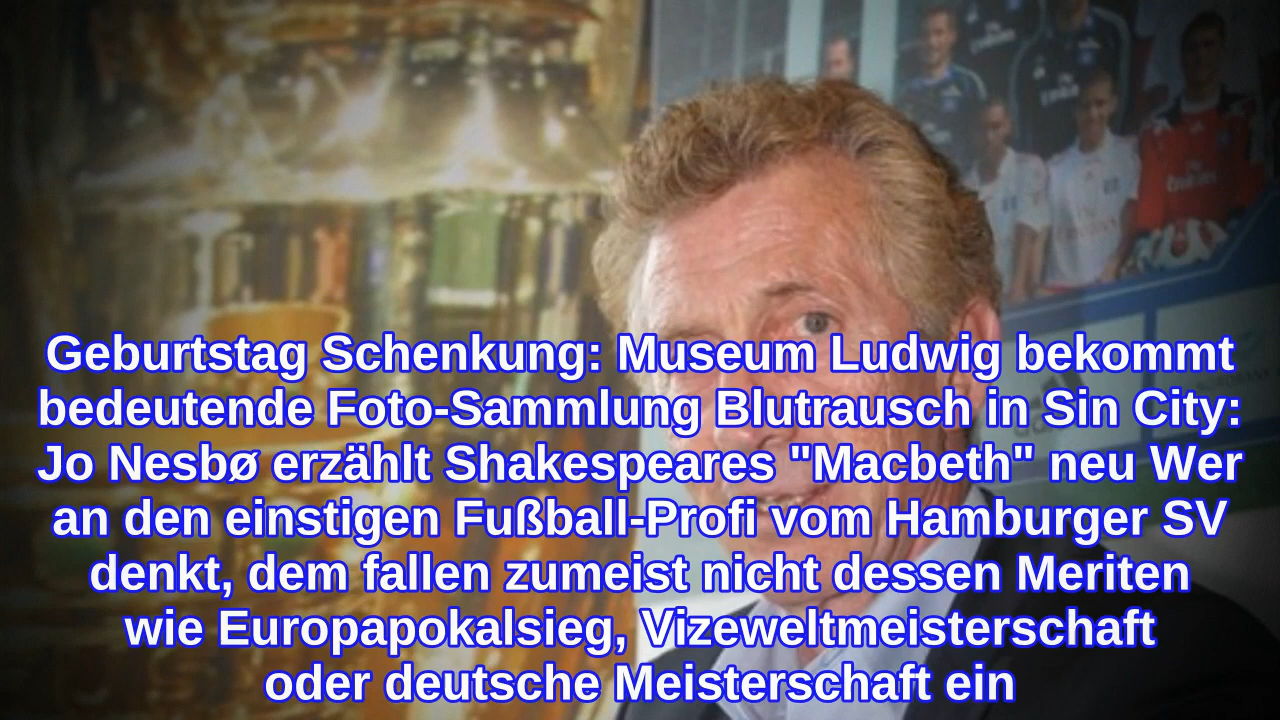 Emirates
Geburtstag Schenkung: Museum Ludwig bekommt
bedeutende Foto-Sammlung Blutrausch in Sin City:
Jo Nesbø erzählt Shakespeares "Macbeth" neu Wer
an den einstigen Fußball-Profi vom Hamburger SV
denkt, dem fallen zumeist nicht dessen Meriten
wie Europapokalsieg, Vizeweltmeisterschaft
oder deutsche Meisterschaft ein